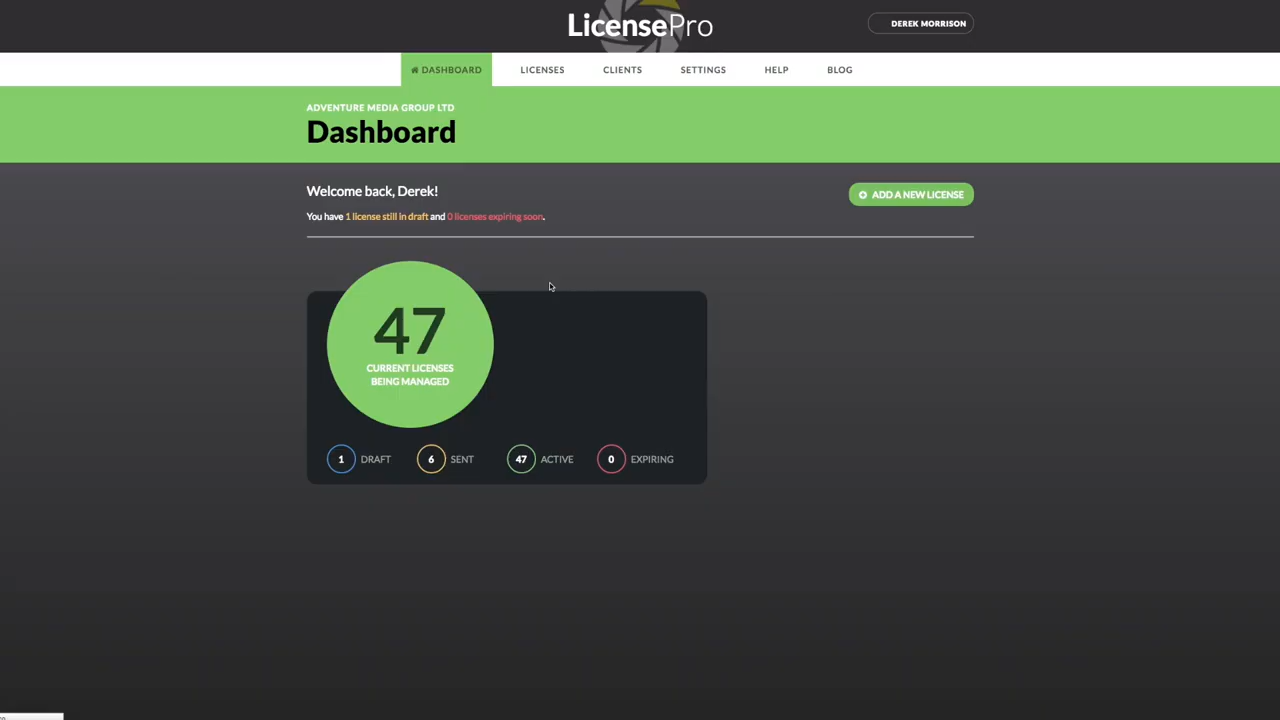 LicensePro
DEREK MORRISON
DASHBOARD
LICENSES
CLIENTS
SETTINGS
HELP
BLOG
ADVENTURE MEDIA GROUP LTD
Dashboard
Welcome back, Derek!
ADD A NEW LICENSE
You have 1 license still in draft and 0 licenses expiring soon.
47
CURRENT LICENSES
BEING MANAGED
1 DRAFT
6 SENT
47 ACTIVE
0 EXPIRING